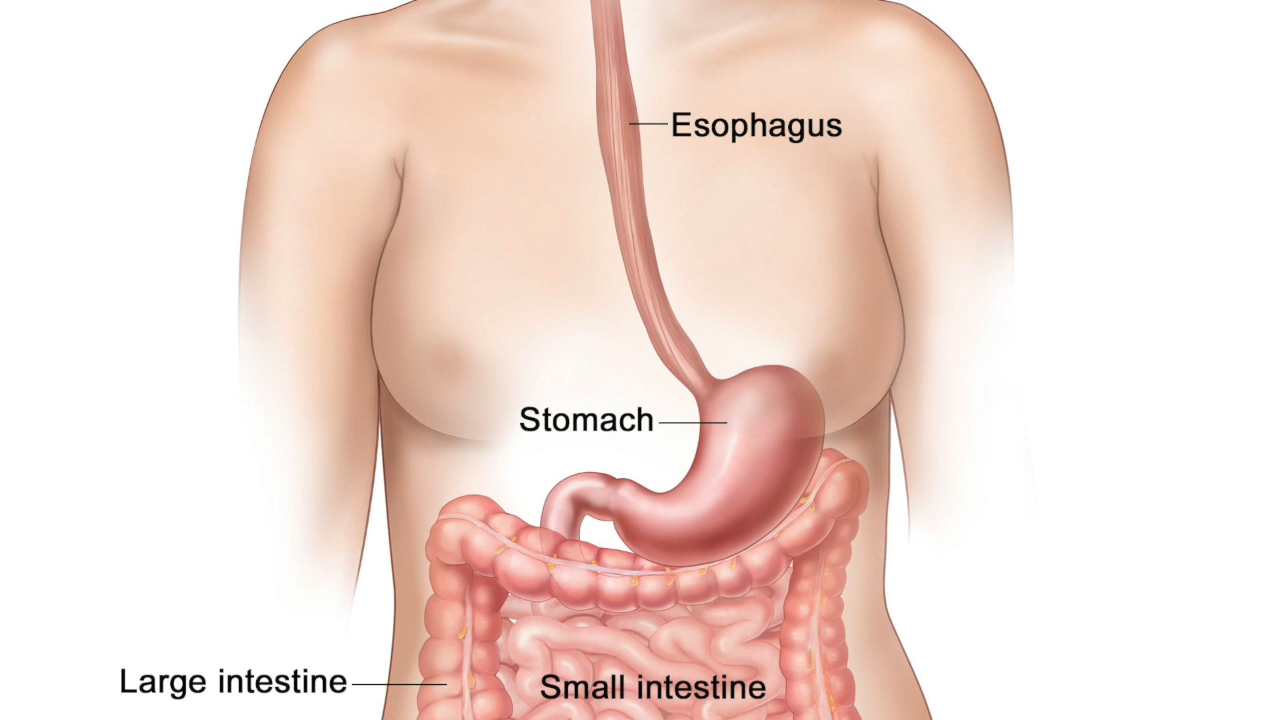 Esophagus
Stomach
Large intestine
Small intestine